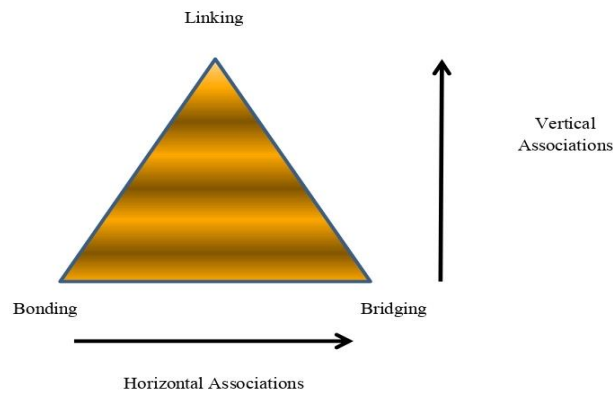 Linking
Vertical
Associations
Bonding
Bridging
Horizontal Associations